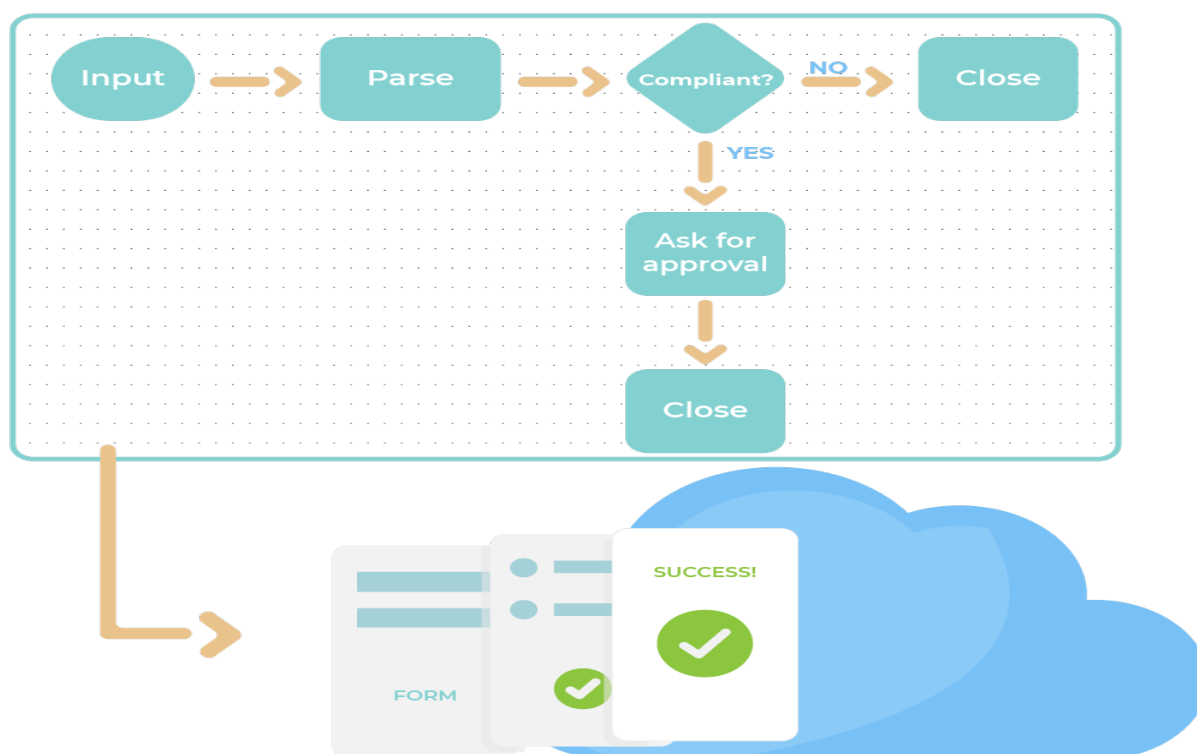 Input
Parse
Compliant?
NO
Close
YES
Ask for
approval
Close
SUCCESS!
FORM